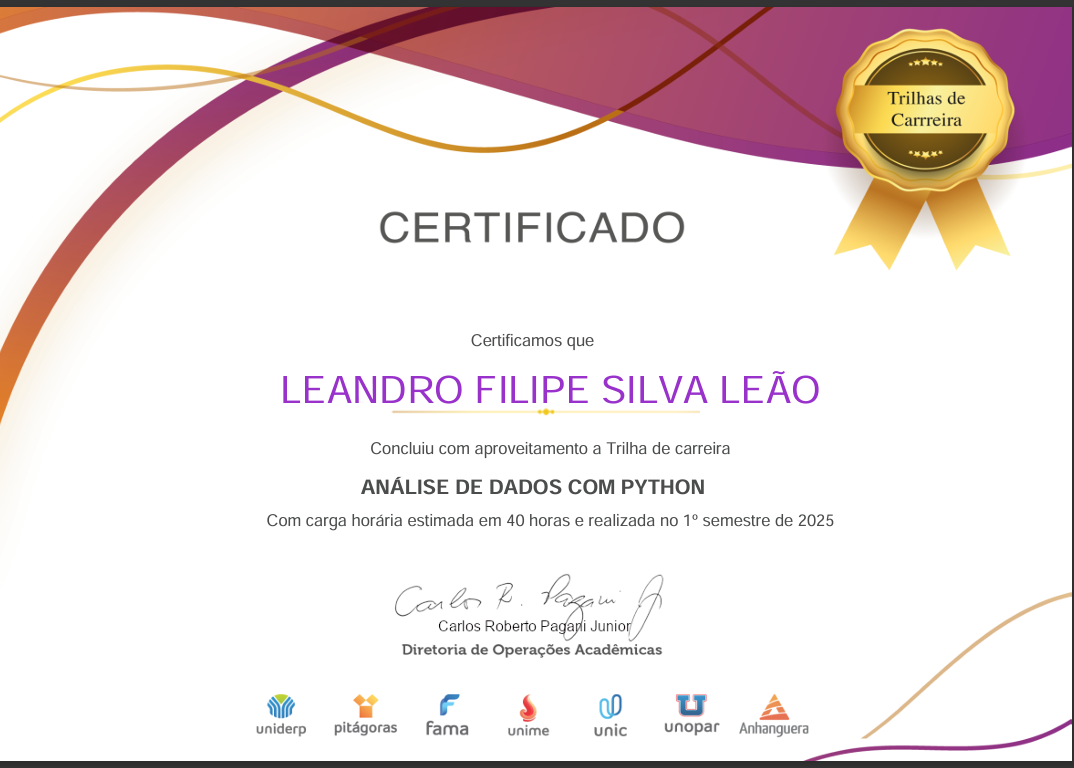 Trilhas de
Carrreira
CERTIFICADO
Certificamos que
LEANDRO FILIPE SILVA LEÃO
Concluiu com aproveitamento a Trilha de carreira
ANÁLISE DE DADOS COM PYTHON
Com carga horária estimada em 40 horas e realizada no 1º semestre de 2025
Carlos R. Pagani Jr
Carlos Roberto Pagani Junior
Diretoria de Operações Acadêmicas
uniderp pitágoras fama unime unic unopar Anhanguera